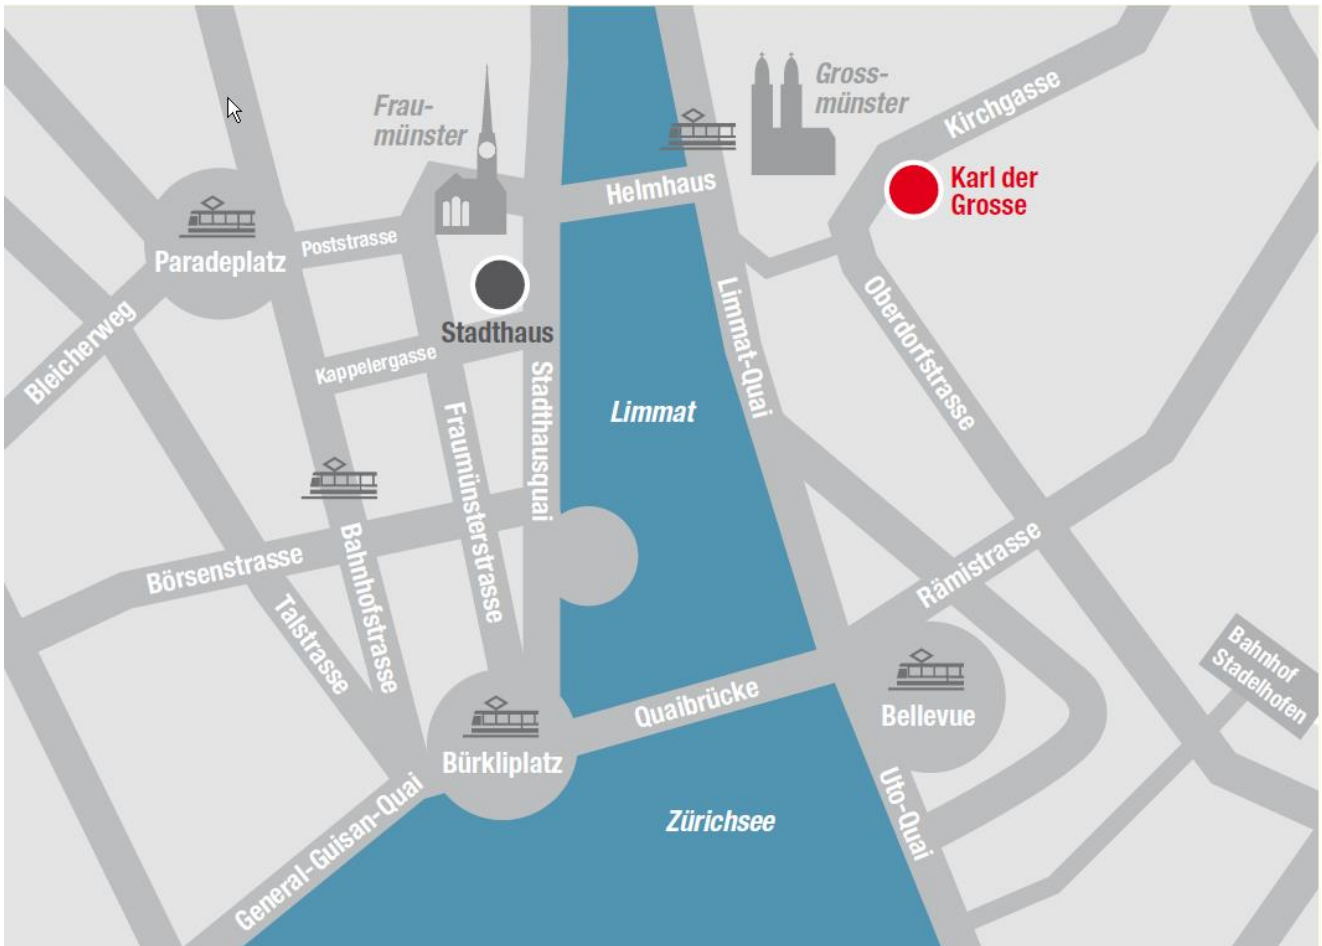 Frau-
münster
Gross-
münster
Kirchgasse
Karl der
Grosse
Helmhaus
Paradeplatz
Poststrasse
Stadthaus
Kappelergasse
Bleicherweg
Limmat-Quai
Oberdorfstrasse
Stadthausquai
Limmat
Fraumünsterstrasse
Börsenstrasse
Bahnhofstrasse
Talstrasse
Rämistrasse
Bahnhof
Stadelhofen
Quaibrücke
Bellevue
Bürkliplatz
Uto-Quai
Zürichsee
General-Guisan-Quai